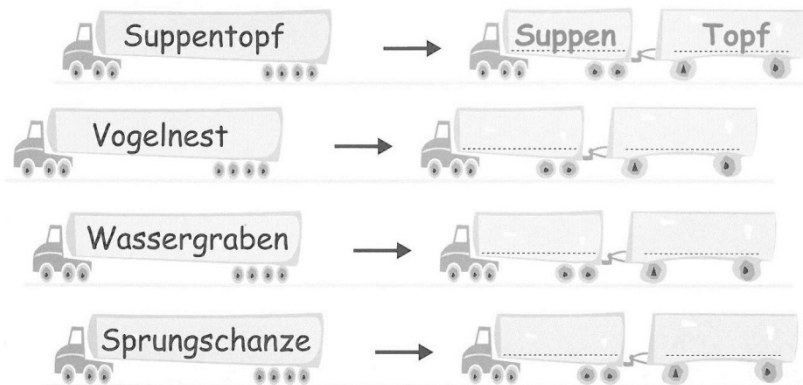 Suppentopf Suppen Topf
Vogelnest
Wassergraben
Sprungschanze